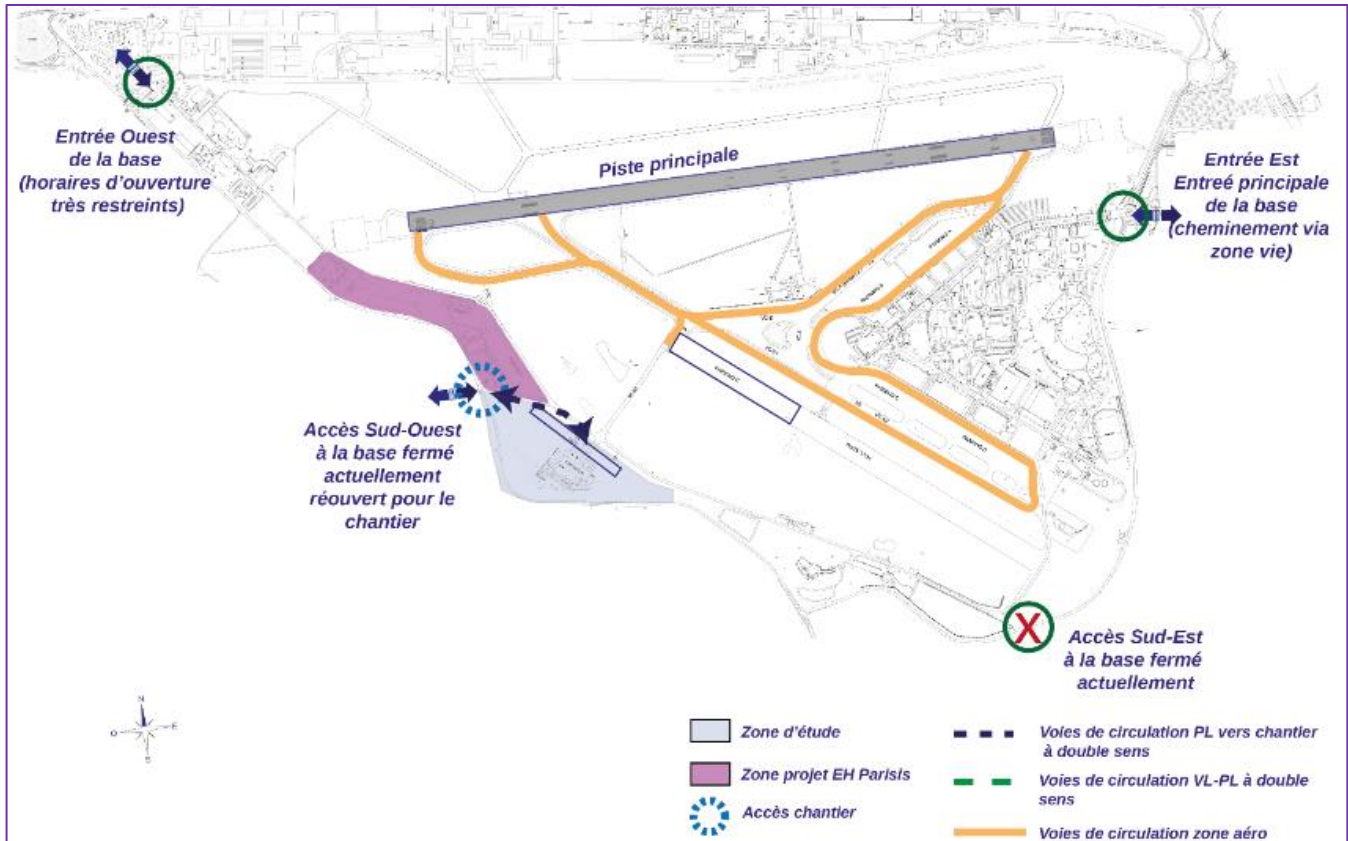 Entrée Ouest
de la base
(horaires d'ouverture
très restreints)
Piste principale
Entrée Est
Entreé principale
de la base
(cheminement via
zone vie)
Accès Sud-Ouest
à la base fermé
actuellement
réouvert pour le
chantier
X
Accès Sud-Est
à la base fermé
actuellement
N
O
E
S
Zone d'étude
Zone projet EH Parisis
Accès chantier
Voies de circulation PL vers chantier
à double sens
Voies de circulation VL-PL à double
sens
Voies de circulation zone aéro